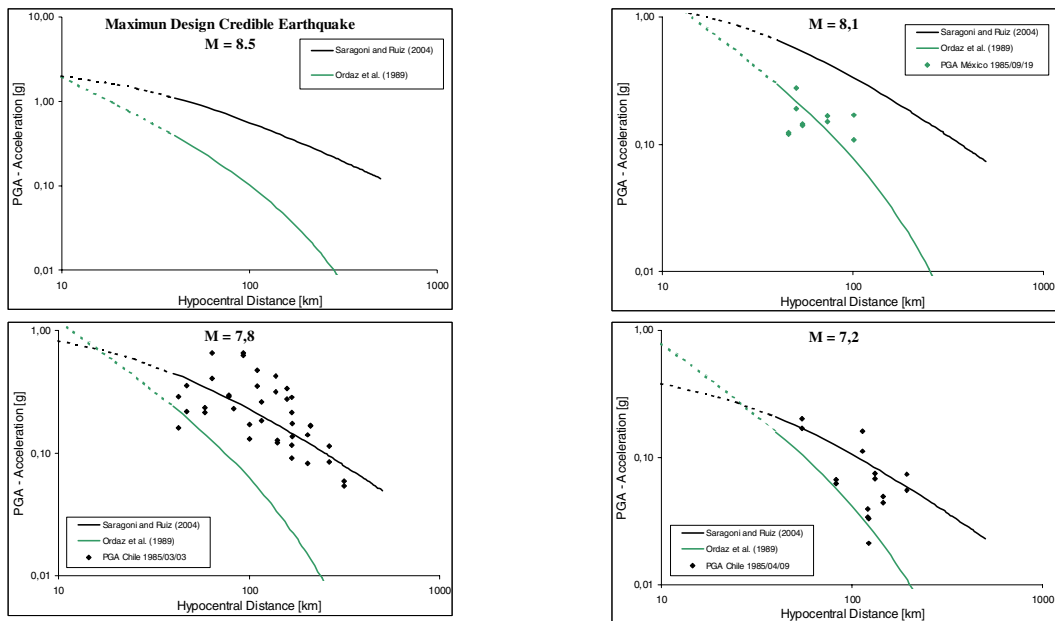 Maximun Design Credible Earthquake
M = 8.5
10,00
1,00
0,10
0,01
PGA - Acceleration [g]
Saragoni and Ruiz (2004)
Ordaz et al. (1989)
10
100
1000
Hypocentral Distance [km]
M = 8,1
1,00
0,10
0,01
PGA - Acceleration [g]
Saragoni and Ruiz (2004)
Ordaz et al. (1989)
PGA México 1985/09/19
10
100
1000
Hypocentral Distance [km]
M = 7,8
1,00
0,10
0,01
PGA - Acceleration [g]
Saragoni and Ruiz (2004)
Ordaz et al. (1989)
PGA Chile 1985/03/03
10
100
1000
Hypocentral Distance [km]
M = 7,2
1,00
0,10
0,01
PGA - Acceleration [g]
Saragoni and Ruiz (2004)
Ordaz et al. (1989)
PGA Chile 1985/04/09
10
100
1000
Hypocentral Distance [km]